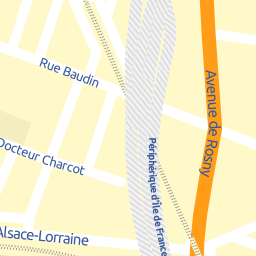 Rue Baudin
Avenue de Rosny
Périphérique d'Île de France
Docteur Charcot
Alsace-Lorraine